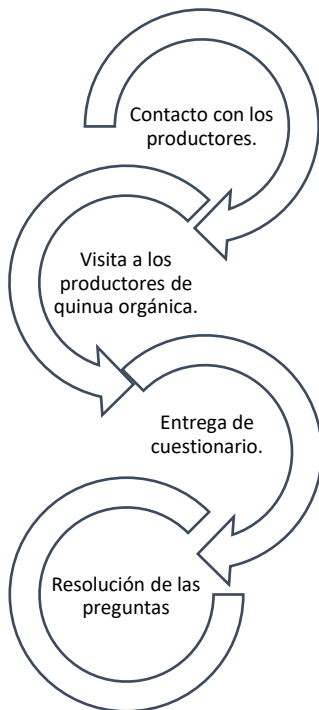 Contacto con los
productores.
Visita a los
productores de
quinua orgánica.
Entrega de
cuestionario.
Resolución de las
preguntas